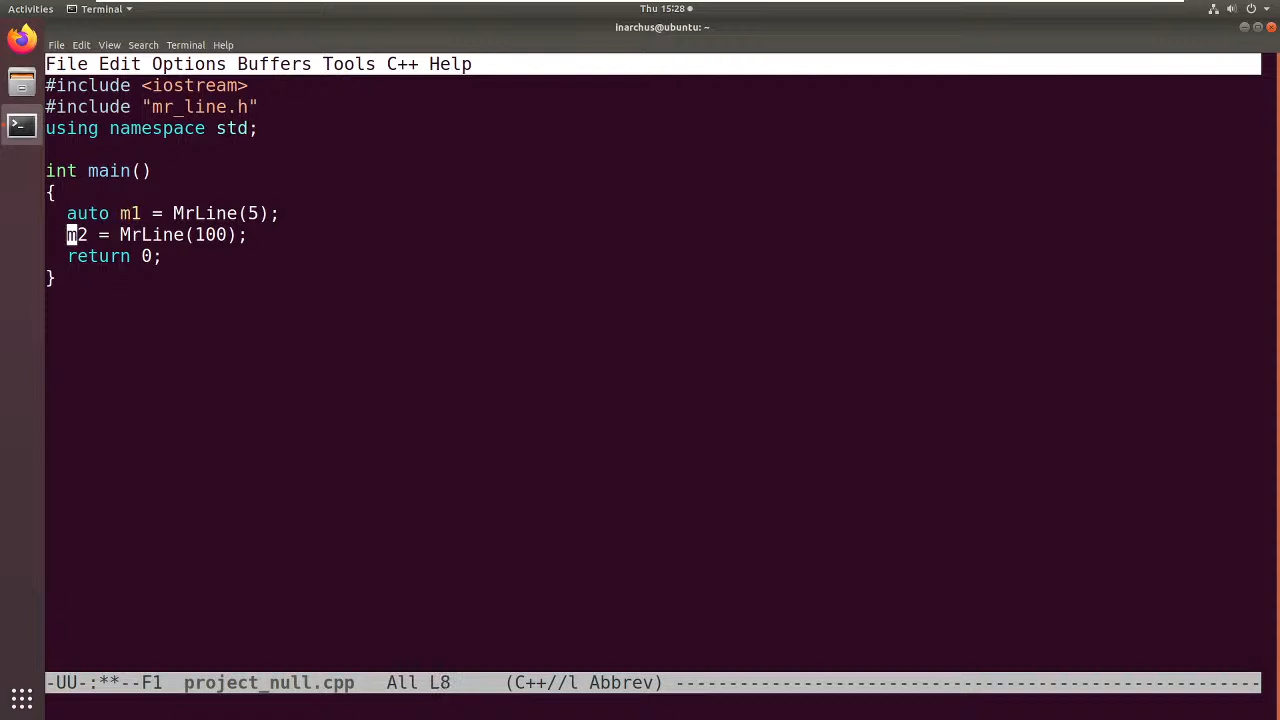 Activities Terminal Thu 15:28
inarchus@ubuntu: ~
File Edit View Search Terminal Help
File Edit Options Buffers Tools C++ Help
#include <iostream>
#include "mr_line.h"
using namespace std;
int main()
{
  auto m1 = MrLine(5);
  m2 = MrLine(100);
  return 0;
}
-UU-:**--F1  project_null.cpp   All L8     (C++//l Abbrev) -------------------------------------------------------